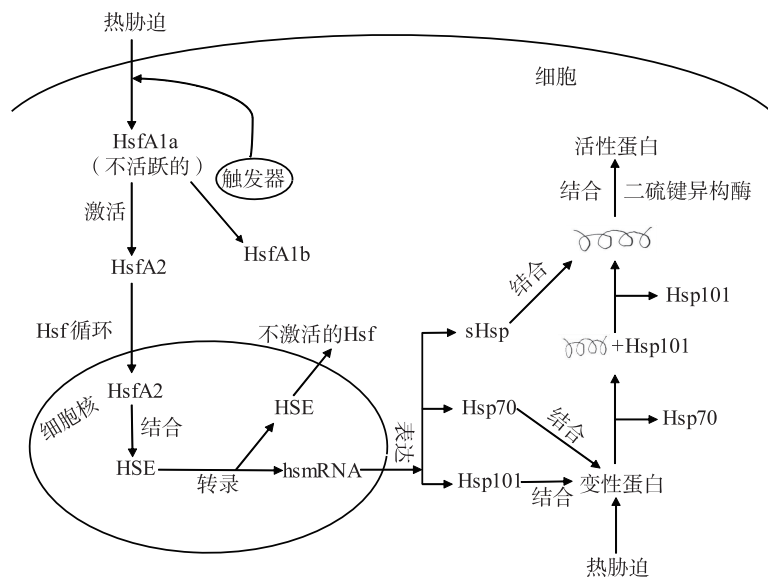 热胁迫
细胞
HsfA1a
（不活跃的）
触发器
激活
HsfA1b
HsfA2
Hsf循环
不激活的Hsf
细胞核
HsfA2
结合
HSE
HSE
转录
hsmRNA
表达
sHsp
结合
Hsp70
结合
Hsp101
结合
活性蛋白
结合
二硫键异构酶
Hsp101
+Hsp101
Hsp70
变性蛋白
热胁迫